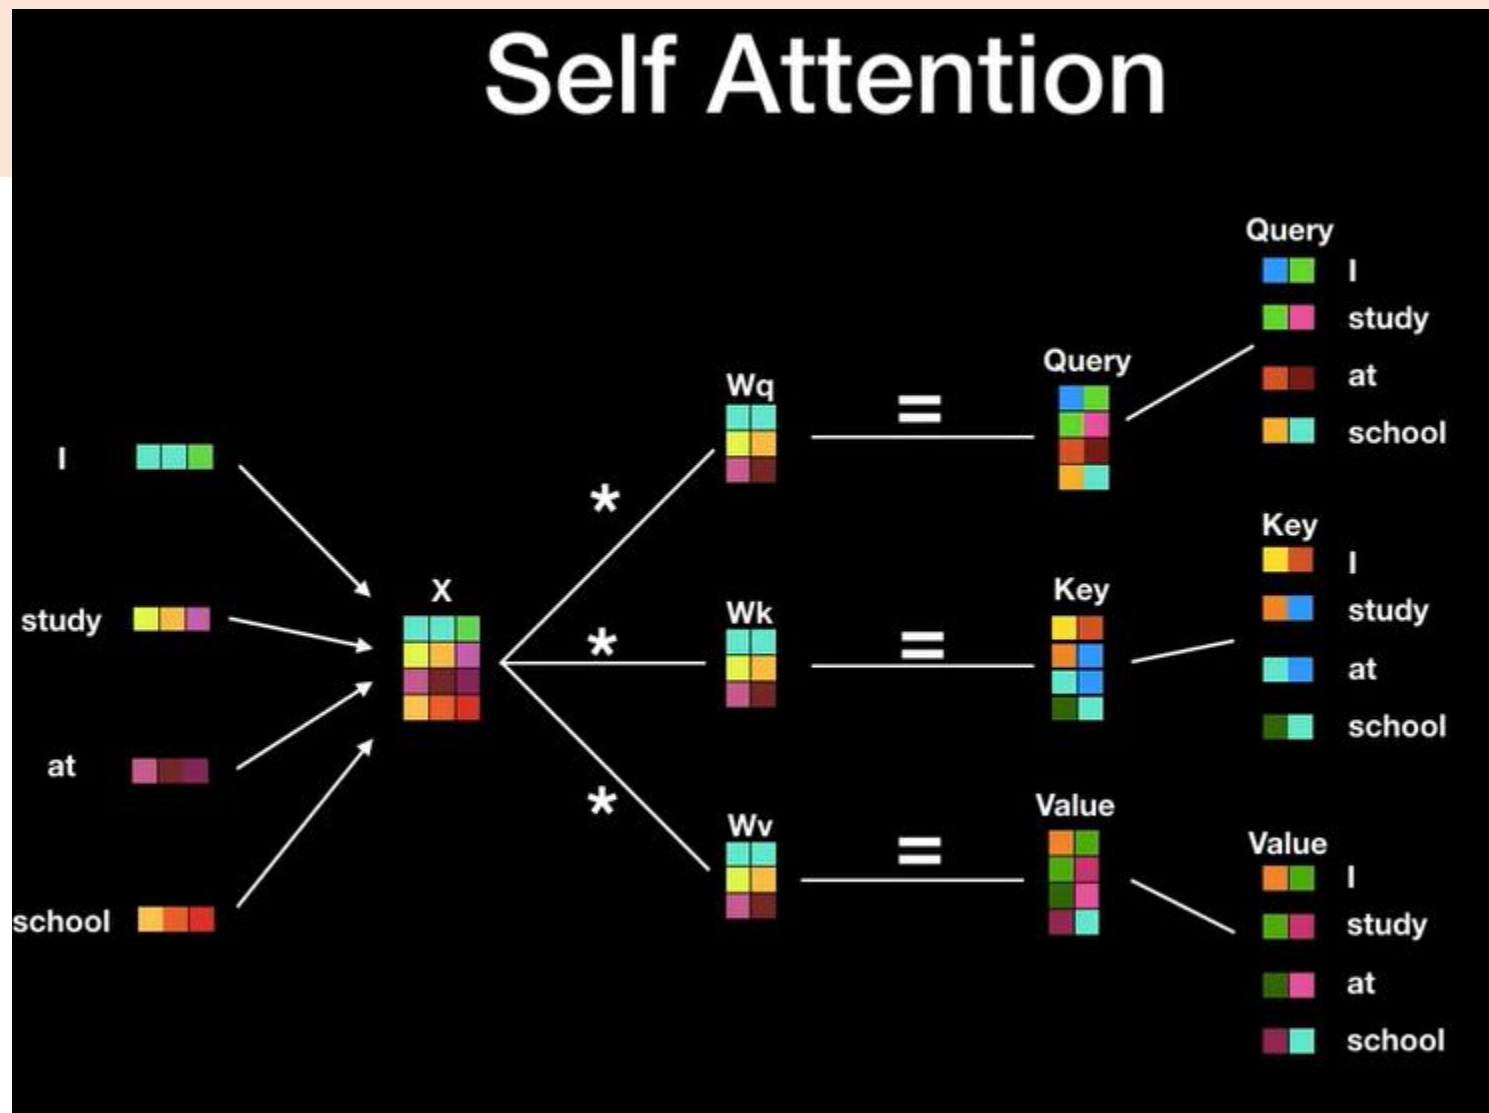 Self Attention
I
study
at
school
X
*
*
*
Wq
Wk
Wv
=
=
=
Query
Key
Value
Query
I
study
at
school
Key
I
study
at
school
Value
I
study
at
school